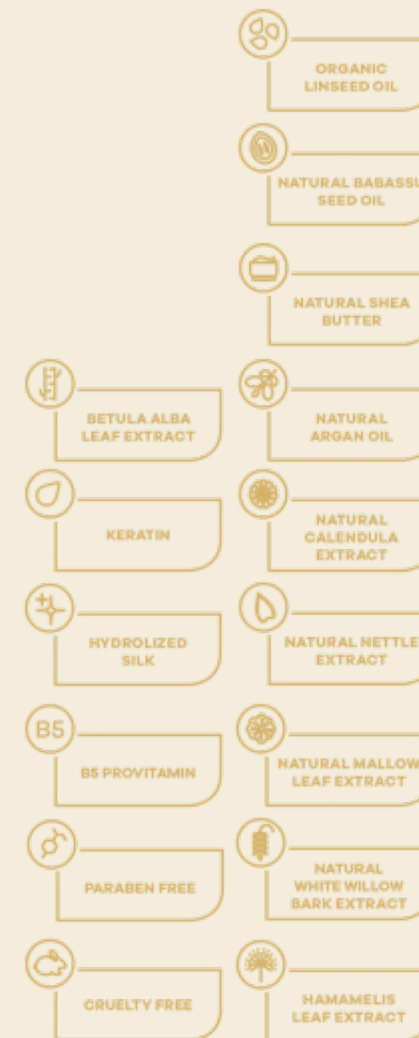 ORGANIC
LINSEED OIL
NATURAL BABASSU
SEED OIL
NATURAL SHEA
BUTTER
BETULA ALBA
LEAF EXTRACT
NATURAL
ARGAN OIL
KERATIN
NATURAL
CALENDULA
EXTRACT
HYDROLIZED
SILK
NATURAL NETTLE
EXTRACT
B5
B5 PROVITAMIN
NATURAL MALLOW
LEAF EXTRACT
PARABEN FREE
NATURAL
WHITE WILLOW
BARK EXTRACT
CRUELTY FREE
HAMAMELIS
LEAF EXTRACT